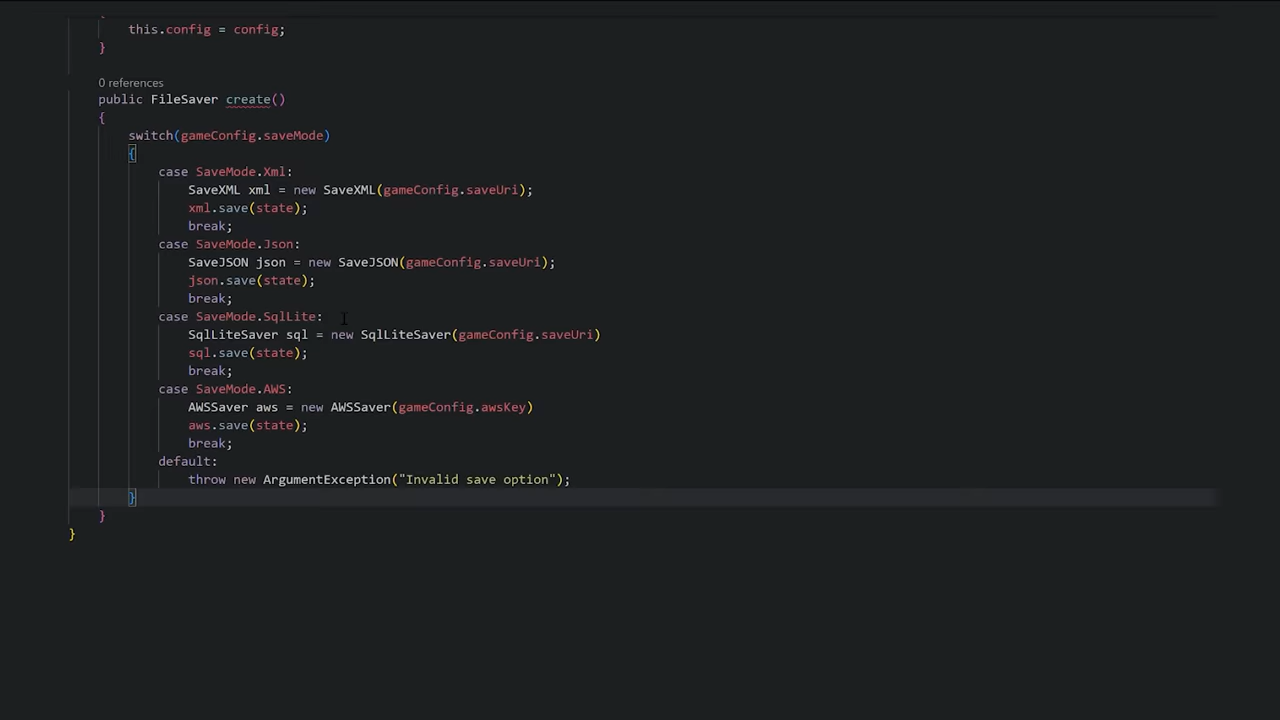 {
this.config = config;
}
0 references
public FileSaver create()
{
switch(gameConfig.saveMode)
{
case SaveMode.Xml:
SaveXML xml = new SaveXML(gameConfig.saveUri);
xml.save(state);
break;
case SaveMode.Json:
SaveJSON json = new SaveJSON(gameConfig.saveUri);
json.save(state);
break;
case SaveMode.SqlLite:
SqlLiteSaver sql = new SqlLiteSaver(gameConfig.saveUri)
sql.save(state);
break;
case SaveMode.AWS:
AWSSaver aws = new AWSSaver(gameConfig.awsKey)
aws.save(state);
break;
default:
throw new ArgumentException("Invalid save option");
}
}
}